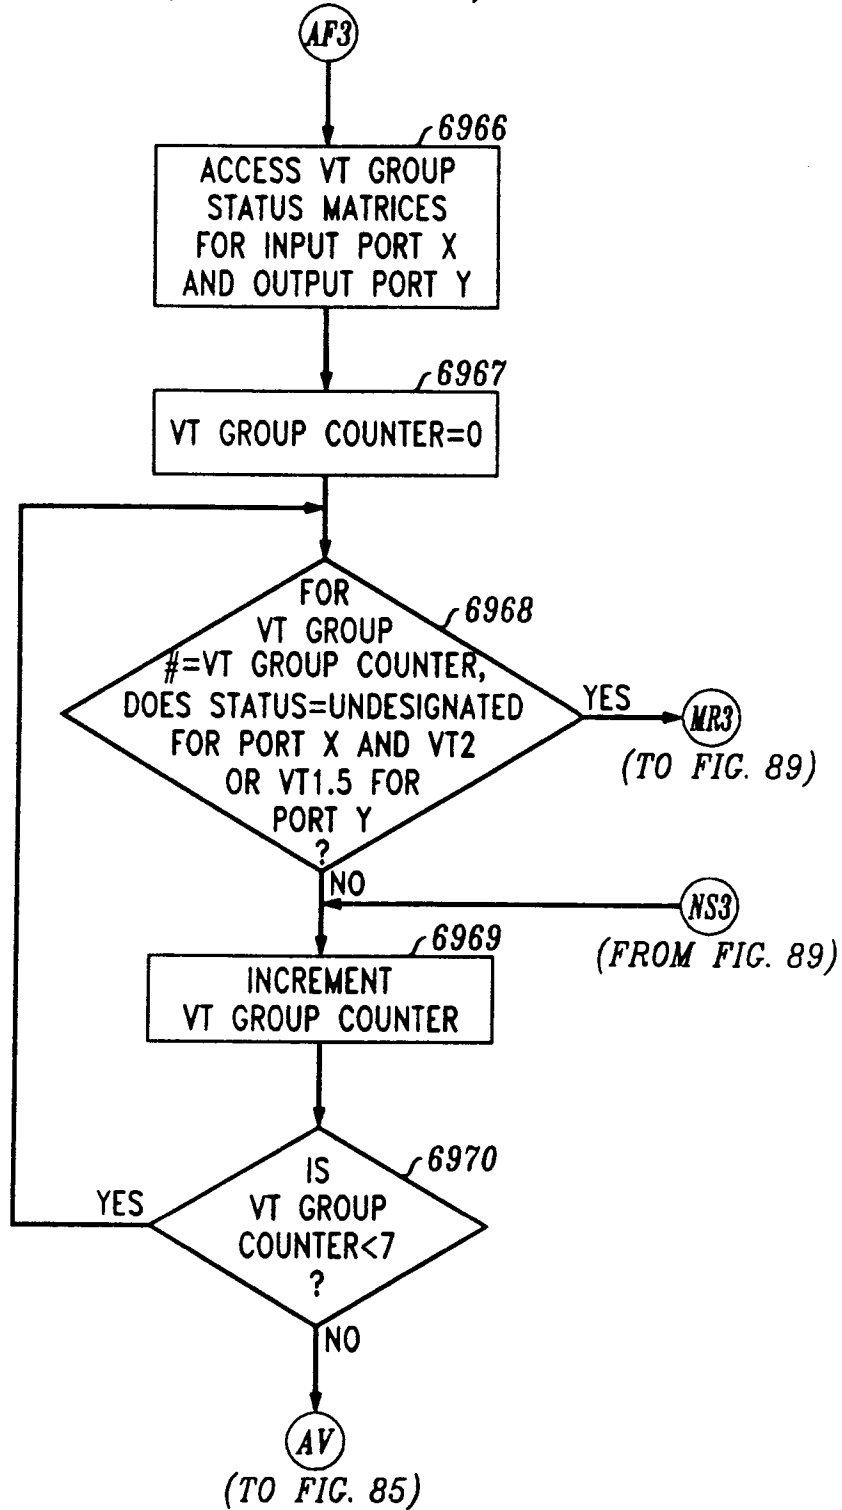 AF3
6966
ACCESS VT GROUP
STATUS MATRICES
FOR INPUT PORT X
AND OUTPUT PORT Y
6967
VT GROUP COUNTER=0
FOR
VT GROUP
#=VT GROUP COUNTER,
DOES STATUS=UNDESIGNATED
FOR PORT X AND VT2
OR VT1.5 FOR
PORT Y
?
6968
YES
MR3
(TO FIG. 89)
NO
NS3
(FROM FIG. 89)
6969
INCREMENT
VT GROUP COUNTER
6970
IS
VT GROUP
COUNTER<7
?
YES
NO
AV
(TO FIG. 85)